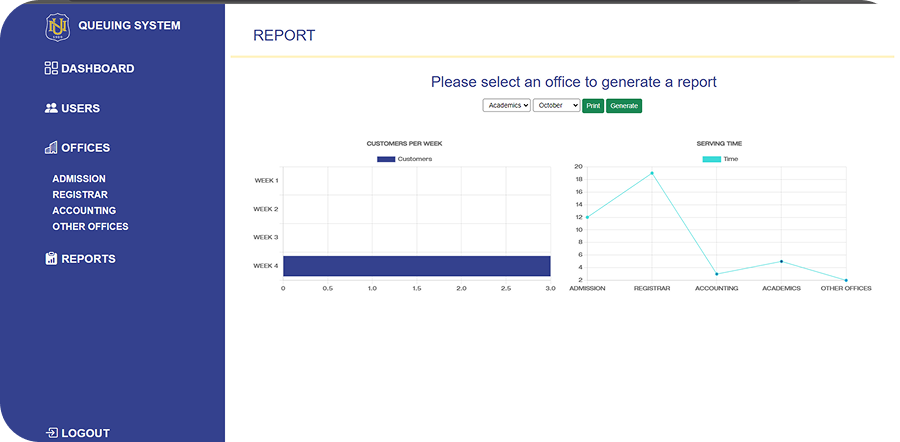 QUEUING SYSTEM
DASHBOARD
USERS
OFFICES
ADMISSION
REGISTRAR
ACCOUNTING
OTHER OFFICES
REPORTS
LOGOUT
REPORT
Please select an office to generate a report
Academics October Print Generate
CUSTOMERS PER WEEK
Customers
WEEK 1
WEEK 2
WEEK 3
WEEK 4
0 0.5 1.0 1.5 2.0 2.5 3.0
SERVING TIME
Time
20
18
16
14
12
10
8
6
4
2
ADMISSION REGISTRAR ACCOUNTING ACADEMICS OTHER OFFICES